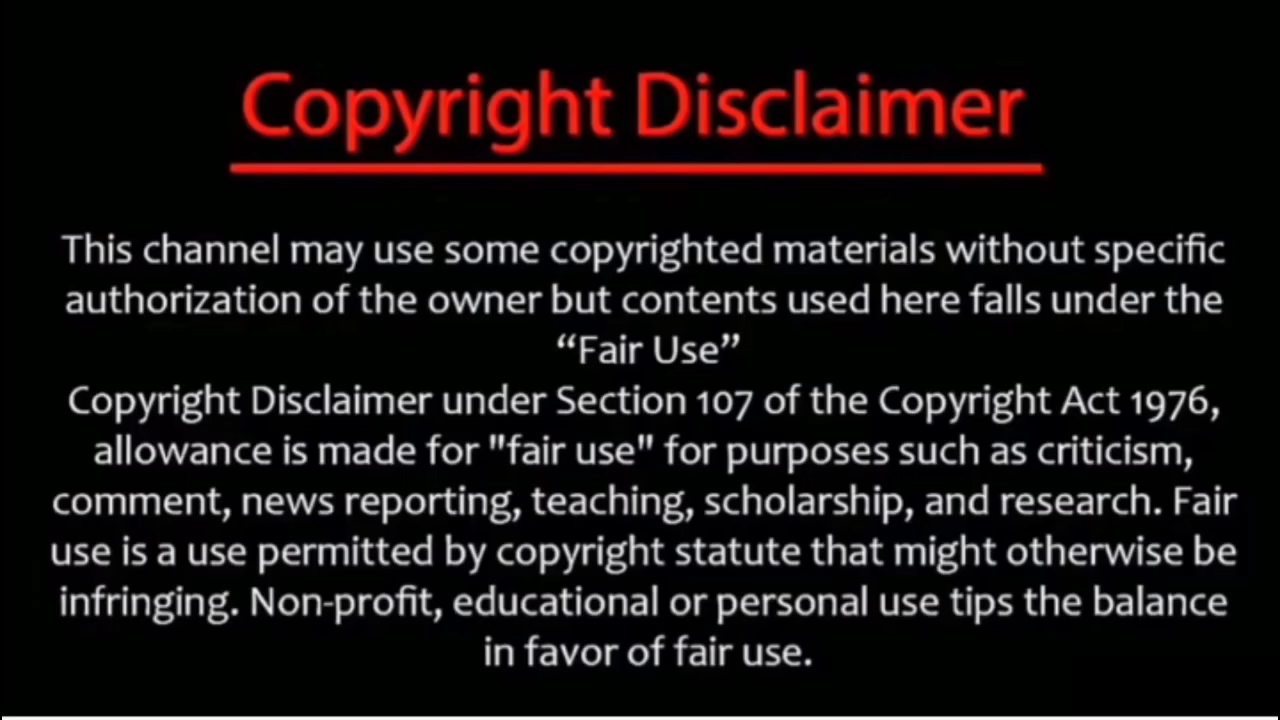 Copyright Disclaimer
This channel may use some copyrighted materials without specific
authorization of the owner but contents used here falls under the
“Fair Use”
Copyright Disclaimer under Section 107 of the Copyright Act 1976,
allowance is made for "fair use" for purposes such as criticism,
comment, news reporting, teaching, scholarship, and research. Fair
use is a use permitted by copyright statute that might otherwise be
infringing. Non-profit, educational or personal use tips the balance
in favor of fair use.